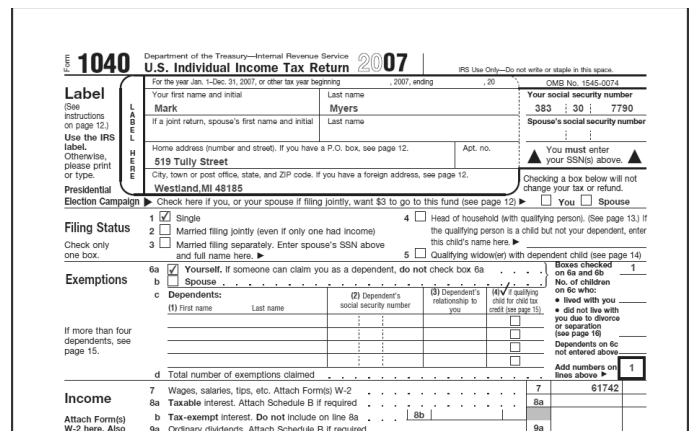 Form 1040 Department of the Treasury—Internal Revenue Service
U.S. Individual Income Tax Return 2007 IRS Use Only—Do not write or staple in this space.
For the year Jan. 1–Dec. 31, 2007, or other tax year beginning , 2007, ending , 20 OMB No. 1545-0074
Label
(See
instructions
on page 12.)
Use the IRS
label.
Otherwise,
please print
or type.
LABEL HERE
Your first name and initial Last name Your social security number
Mark Myers 383 30 7790
If a joint return, spouse's first name and initial Last name Spouse's social security number
Home address (number and street). If you have a P.O. box, see page 12. Apt. no.
519 Tully Street
You must enter
your SSN(s) above.
City, town or post office, state, and ZIP code. If you have a foreign address, see page 12.
Westland,MI 48185
Checking a box below will not
change your tax or refund.
Presidential
Election Campaign Check here if you, or your spouse if filing jointly, want $3 to go to this fund (see page 12) You Spouse
Filing Status
Check only
one box.
1 ✓ Single
2 Married filing jointly (even if only one had income)
3 Married filing separately. Enter spouse's SSN above
and full name here.
4 Head of household (with qualifying person). (See page 13.) If
the qualifying person is a child but not your dependent, enter
this child's name here.
5 Qualifying widow(er) with dependent child (see page 14)
Exemptions
6a ✓ Yourself. If someone can claim you as a dependent, do not check box 6a
b Spouse
c Dependents:
(1) First name Last name
(2) Dependent's
social security number
(3) Dependent's
relationship to
you
(4) ✓ if qualifying
child for child tax
credit (see page 15)
If more than four
dependents, see
page 15.
Boxes checked
on 6a and 6b 1
No. of children
on 6c who:
• lived with you
• did not live with
you due to divorce
or separation
(see page 16)
Dependents on 6c
not entered above
d Total number of exemptions claimed
Add numbers on
lines above 1
Income
Attach Form(s)
W-2 here. Also
7 Wages, salaries, tips, etc. Attach Form(s) W-2 7 61742
8a Taxable interest. Attach Schedule B if required 8a
b Tax-exempt interest. Do not include on line 8a 8b
9a Ordinary dividends. Attach Schedule B if required 9a